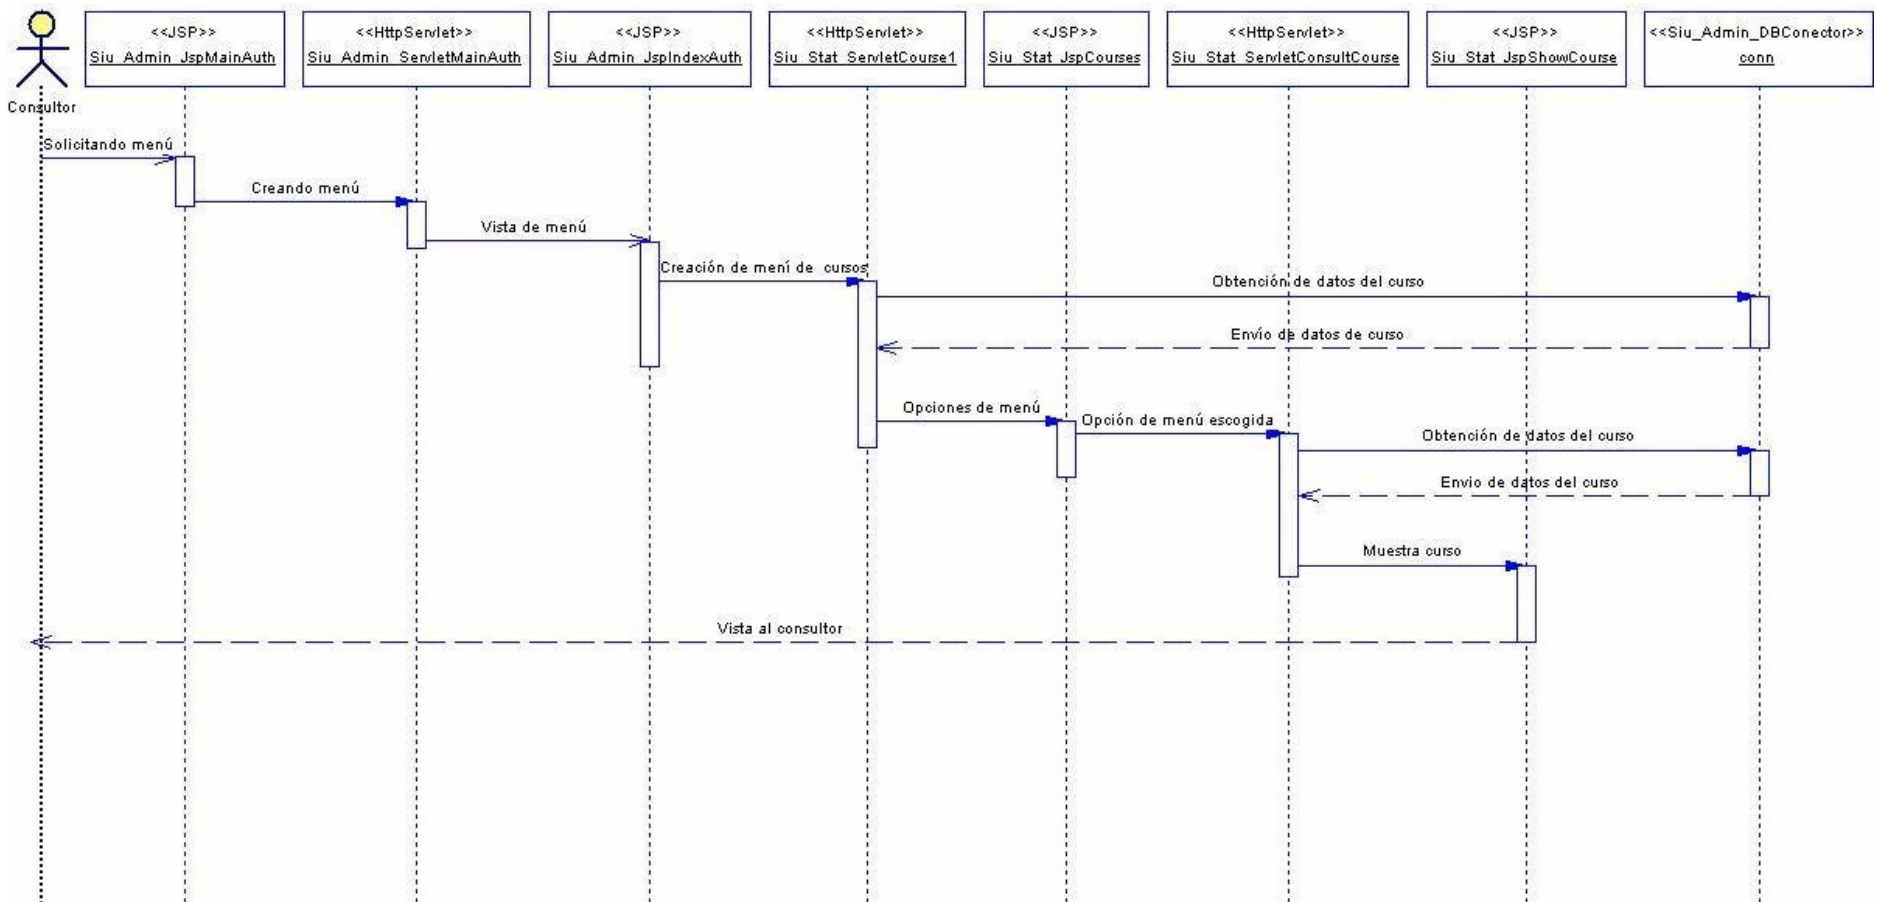 <<JSP>>
Siu_Admin_JspMainAuth
<<HttpServlet>>
Siu_Admin_ServletMainAuth
<<JSP>>
Siu_Admin_JspIndexAuth
<<HttpServlet>>
Siu_Stat_ServletCourse1
<<JSP>>
Siu_Stat_JspCourses
<<HttpServlet>>
Siu_Stat_ServletConsultCourse
<<JSP>>
Siu_Stat_JspShowCourse
<<Siu_Admin_DBConector>>
conn
Consultor
Solicitando menú
Creando menú
Vista de menú
Creación de mení de cursos
Obtención de datos del curso
Envío de datos de curso
Opciones de menú
Opción de menú escogida
Obtención de datos del curso
Envio de datos del curso
Muestra curso
Vista al consultor